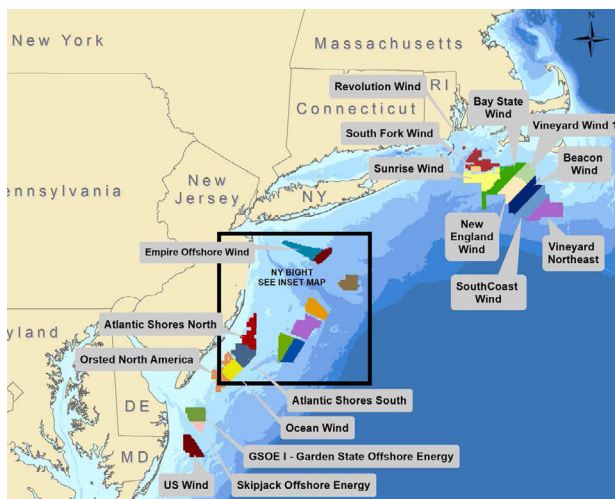 New York
Massachusetts
Revolution Wind
RI
Bay State
Wind
Connecticut
Vineyard Wind 1
South Fork Wind
Beacon
Wind
Sunrise Wind
ennsylvania
New
Jersey
NY
New
England
Wind
Vineyard
Northeast
Empire Offshore Wind
NY BIGHT
SEE INSET MAP
SouthCoast
Wind
Atlantic Shores North
yland
Orsted North America
DE
Atlantic Shores South
Ocean Wind
MD
GSOE I - Garden State Offshore Energy
US Wind
Skipjack Offshore Energy